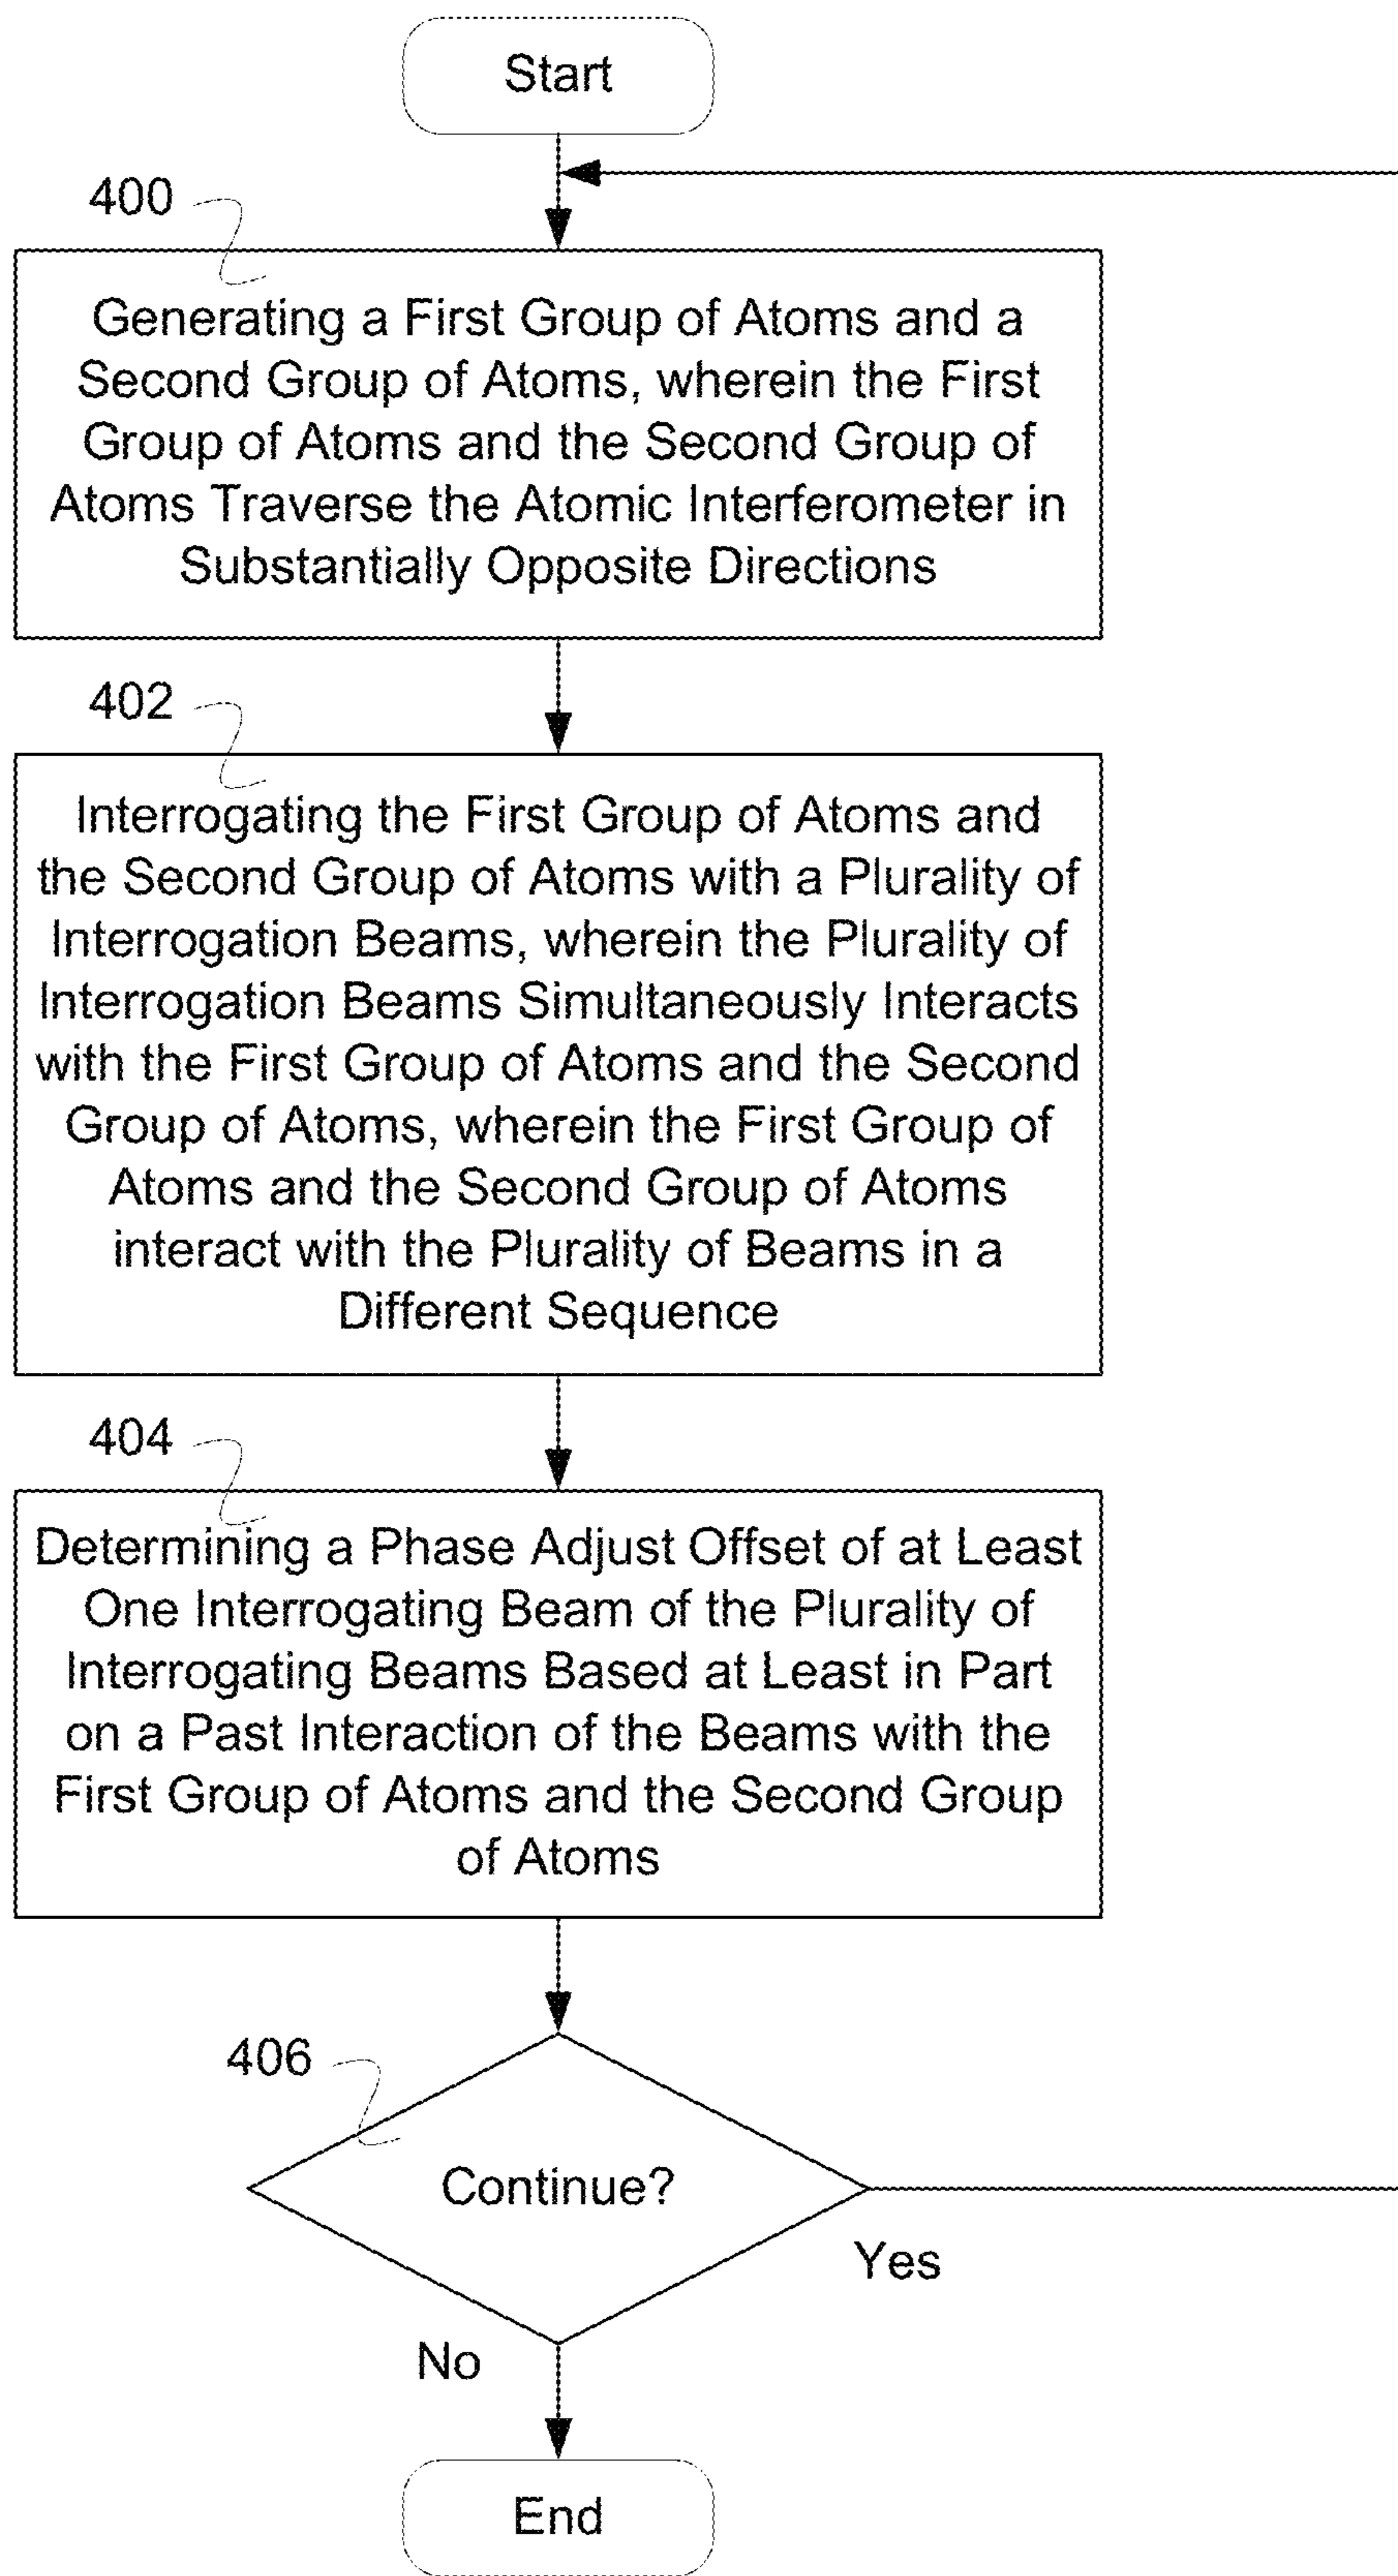 Start
400
Generating a First Group of Atoms and a
Second Group of Atoms, wherein the First
Group of Atoms and the Second Group of
Atoms Traverse the Atomic Interferometer in
Substantially Opposite Directions
402
Interrogating the First Group of Atoms and
the Second Group of Atoms with a Plurality of
Interrogation Beams, wherein the Plurality of
Interrogation Beams Simultaneously Interacts
with the First Group of Atoms and the Second
Group of Atoms, wherein the First Group of
Atoms and the Second Group of Atoms
interact with the Plurality of Beams in a
Different Sequence
404
Determining a Phase Adjust Offset of at Least
One Interrogating Beam of the Plurality of
Interrogating Beams Based at Least in Part
on a Past Interaction of the Beams with the
First Group of Atoms and the Second Group
of Atoms
406
Continue?
Yes
No
End